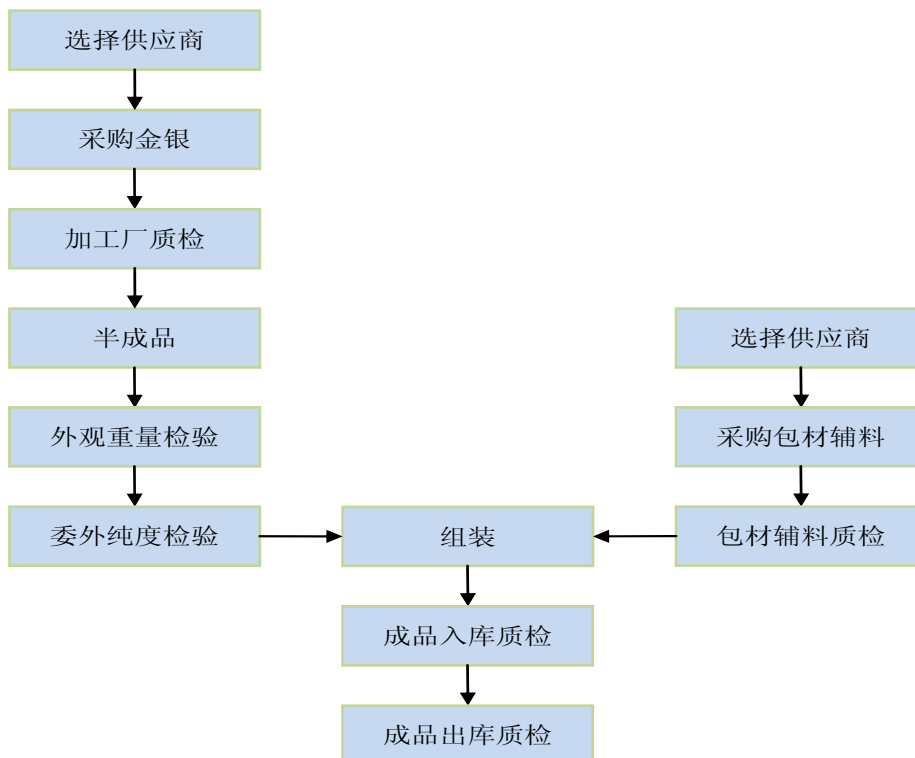 选择供应商
采购金银
加工厂质检
半成品
选择供应商
外观重量检验
采购包材辅料
委外纯度检验
组装
包材辅料质检
成品入库质检
成品出库质检